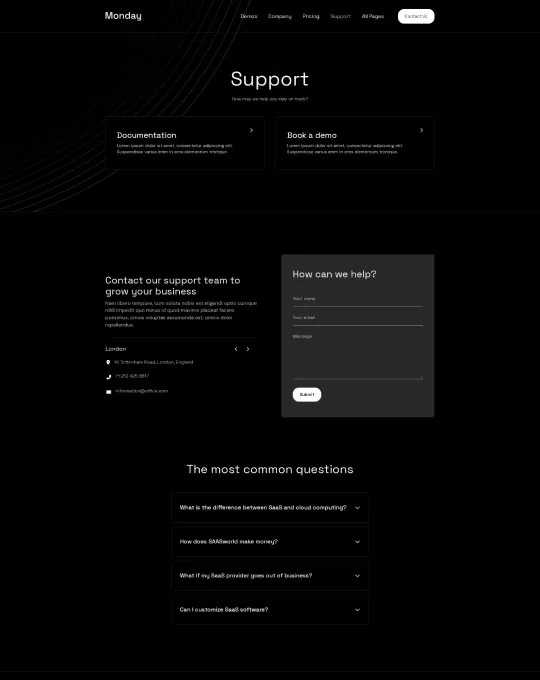 Monday
Demos
Company
Pricing
Support
All Pages
Contact Us
Support
How may we help you stay on track?
Documentation
Lorem ipsum dolor sit amet, consectetur adipiscing elit.
Suspendisse varius enim in eros elementum tristique.
Book a demo
Lorem ipsum dolor sit amet, consectetur adipiscing elit.
Suspendisse varius enim in eros elementum tristique.
Contact our support team to
grow your business
Nam libero tempore, cum soluta nobis est eligendi optio cumque
nihil impedit quo minus id quod maxime placeat facere
possimus, omnis voluptas assumenda est, omnis dolor
repellendus.
London
14 Tottenham Road, London, England
information@office.com
How can we help?
Your name
Your email
Message
Submit
The most common questions
What is the difference between SaaS and cloud computing?
How does SAASworld make money?
What if my SaaS provider goes out of business?
Can I customize SaaS software?